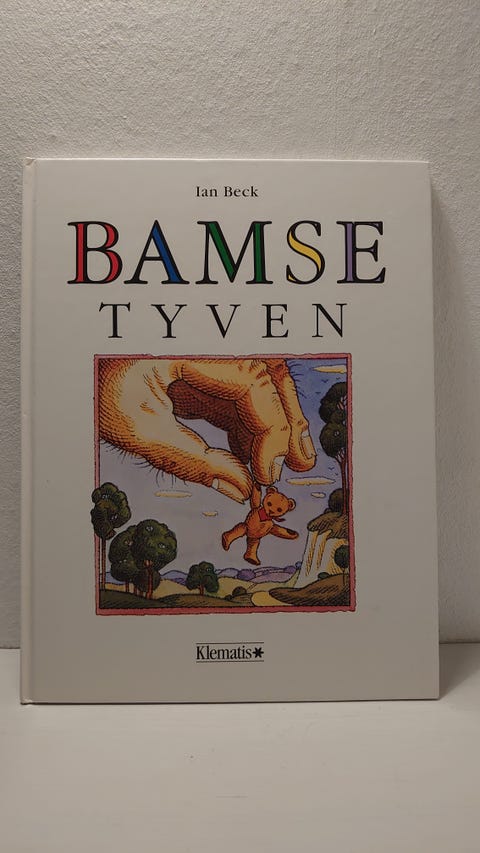 Ian Beck
BAMSE
TYVEN
Klematis*